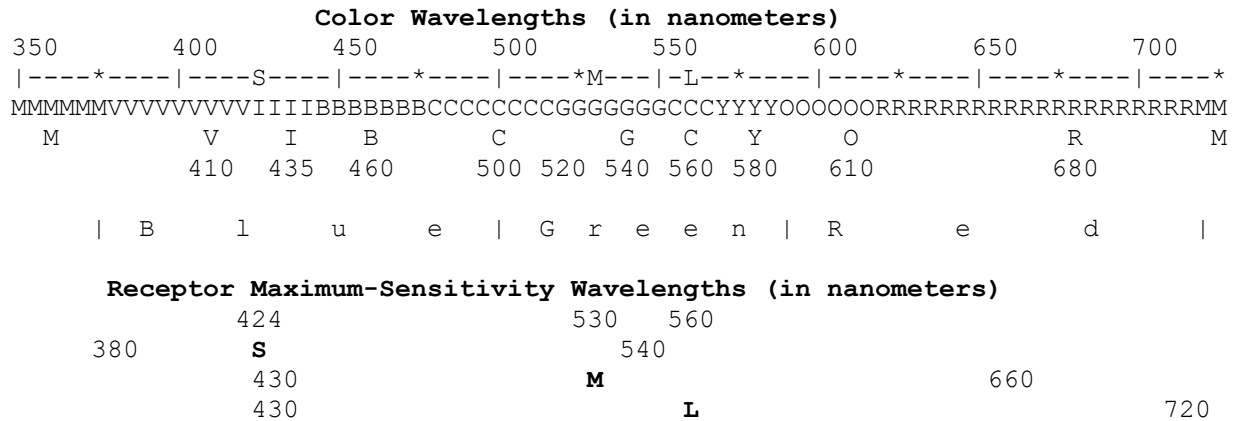 Color Wavelengths (in nanometers)
350 400 450 500 550 600 650 700
|----*----|----S----|----*----|----*M---|-L--*----|----*----|----*----|----*
MMMMMMVVVVVVVVVIIIIBBBBBBBCCCCCCCCGGGGGGGCCCYYYYOOOOOORRRRRRRRRRRRRRRRRRRRMM
M V I B C G C Y O R M
410 435 460 500 520 540 560 580 610 680
| B l u e | G r e e n | R e d |
Receptor Maximum-Sensitivity Wavelengths (in nanometers)
424 530 560
380 S 540
430 M 660
430 L 720